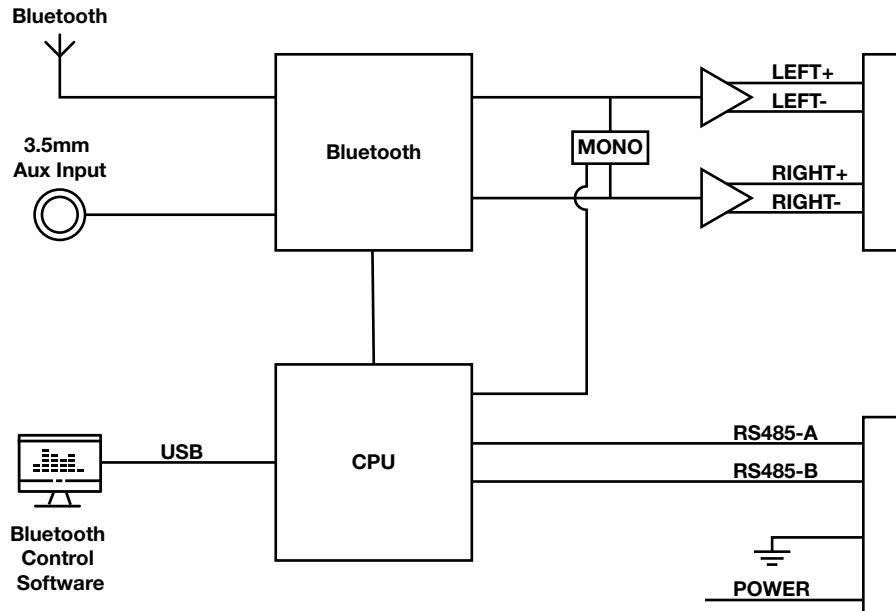 Bluetooth
3.5mm
Aux Input
Bluetooth
MONO
LEFT+
LEFT-
RIGHT+
RIGHT-
CPU
USB
Bluetooth
Control
Software
RS485-A
RS485-B
POWER